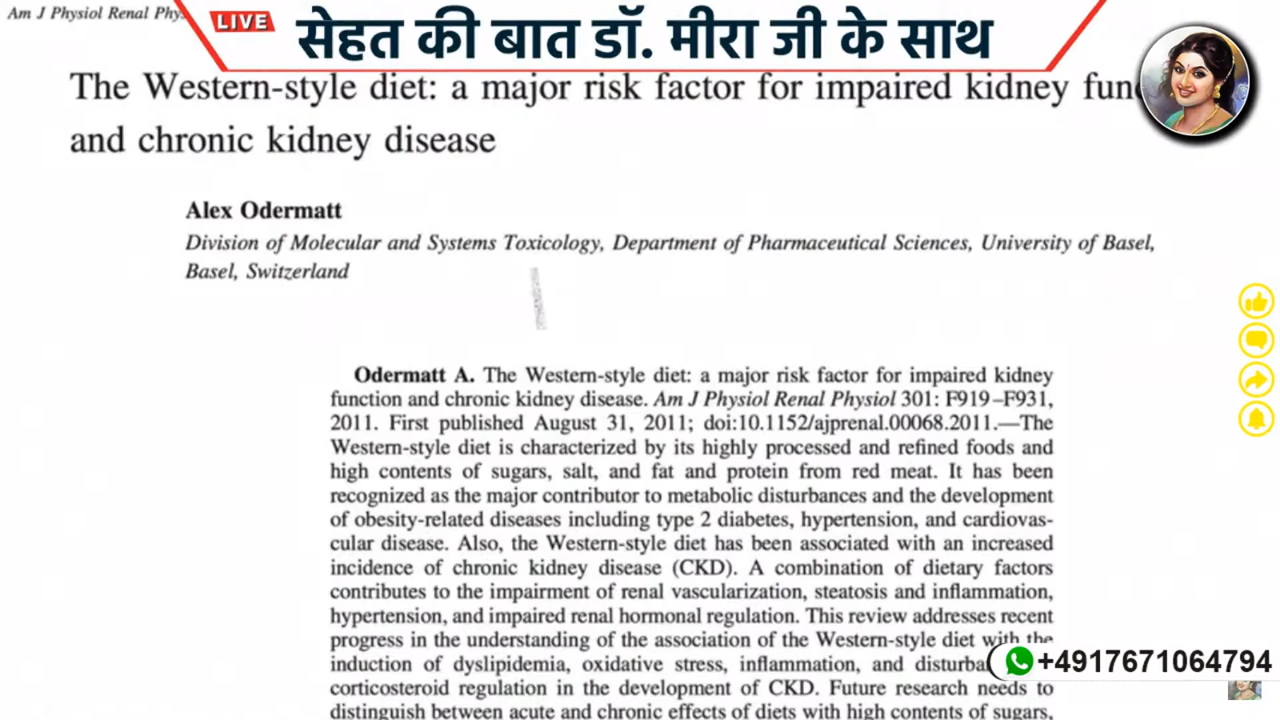 Am J Physiol Renal
LIVE
सेहत की बात डॉ. मीरा जी के साथ
The Western-style diet: a major risk factor for impaired kidney
and chronic kidney disease
Alex Odermatt
Division of Molecular and Systems Toxicology, Department of Pharmaceutical Sciences, University of Basel,
Basel, Switzerland
Odermatt A. The Western-style diet: a major risk factor for impaired kidney
function and chronic kidney disease. Am J Physiol Renal Physiol 301: F919–F931,
2011. First published August 31, 2011; doi:10.1152/ajprenal.00068.2011.—The
Western-style diet is characterized by its highly processed and refined foods and
high contents of sugars, salt, and fat and protein from red meat. It has been
recognized as the major contributor to metabolic disturbances and the development
of obesity-related diseases including type 2 diabetes, hypertension, and cardiovas-
cular disease. Also, the Western-style diet has been associated with an increased
incidence of chronic kidney disease (CKD). A combination of dietary factors
contributes to the impairment of renal vascularization, steatosis and inflammation,
hypertension, and impaired renal hormonal regulation. This review addresses recent
progress in the understanding of the association of the Western-style diet with the
induction of dyslipidemia, oxidative stress, inflammation, and
+4917671064794
corticosteroid regulation in the development of CKD. Future research needs to
distinguish between acute and chronic effects of diets with high contents of sugars,